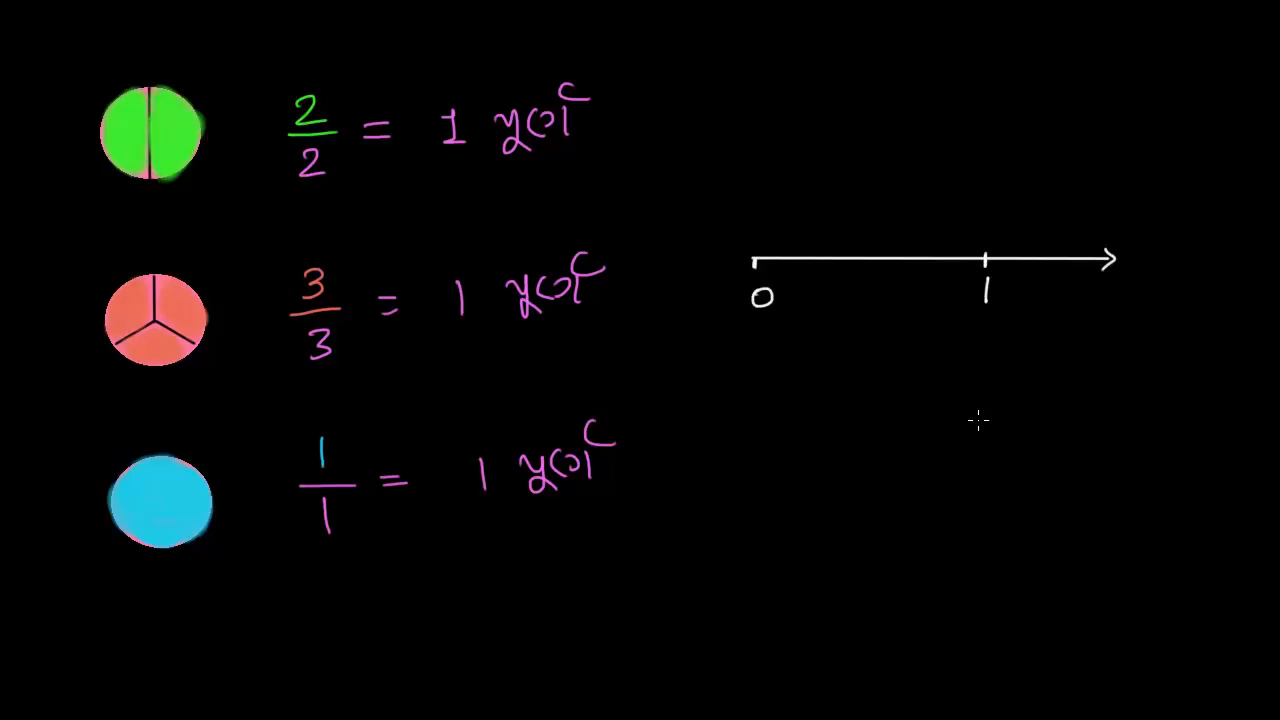 2/2 = 1 પૂર્ણ
3/3 = 1 પૂર્ણ
0 1
1/1 = 1 પૂર્ણ